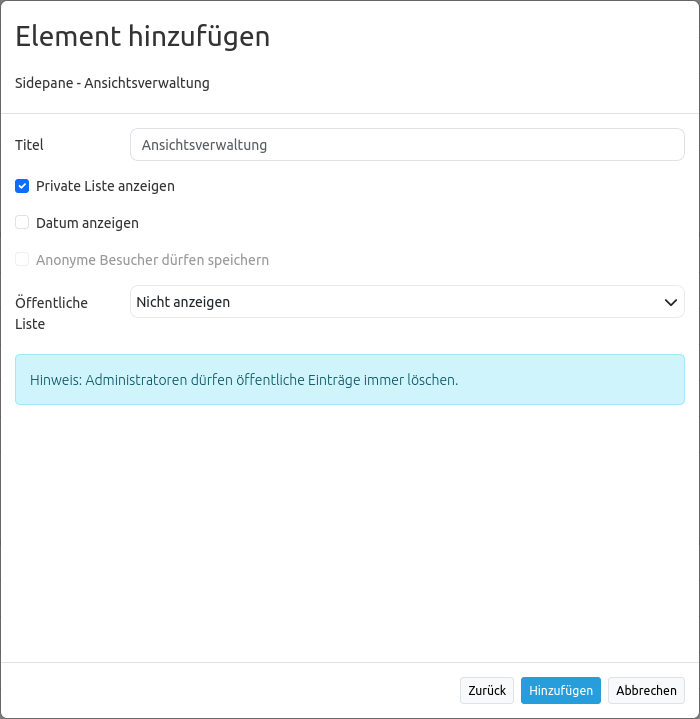 Element hinzufügen
Sidepane - Ansichtsverwaltung
Titel
Ansichtsverwaltung
Private Liste anzeigen
Datum anzeigen
Anonyme Besucher dürfen speichern
Öffentliche
Liste
Nicht anzeigen
Hinweis: Administratoren dürfen öffentliche Einträge immer löschen.
Zurück
Hinzufügen
Abbrechen